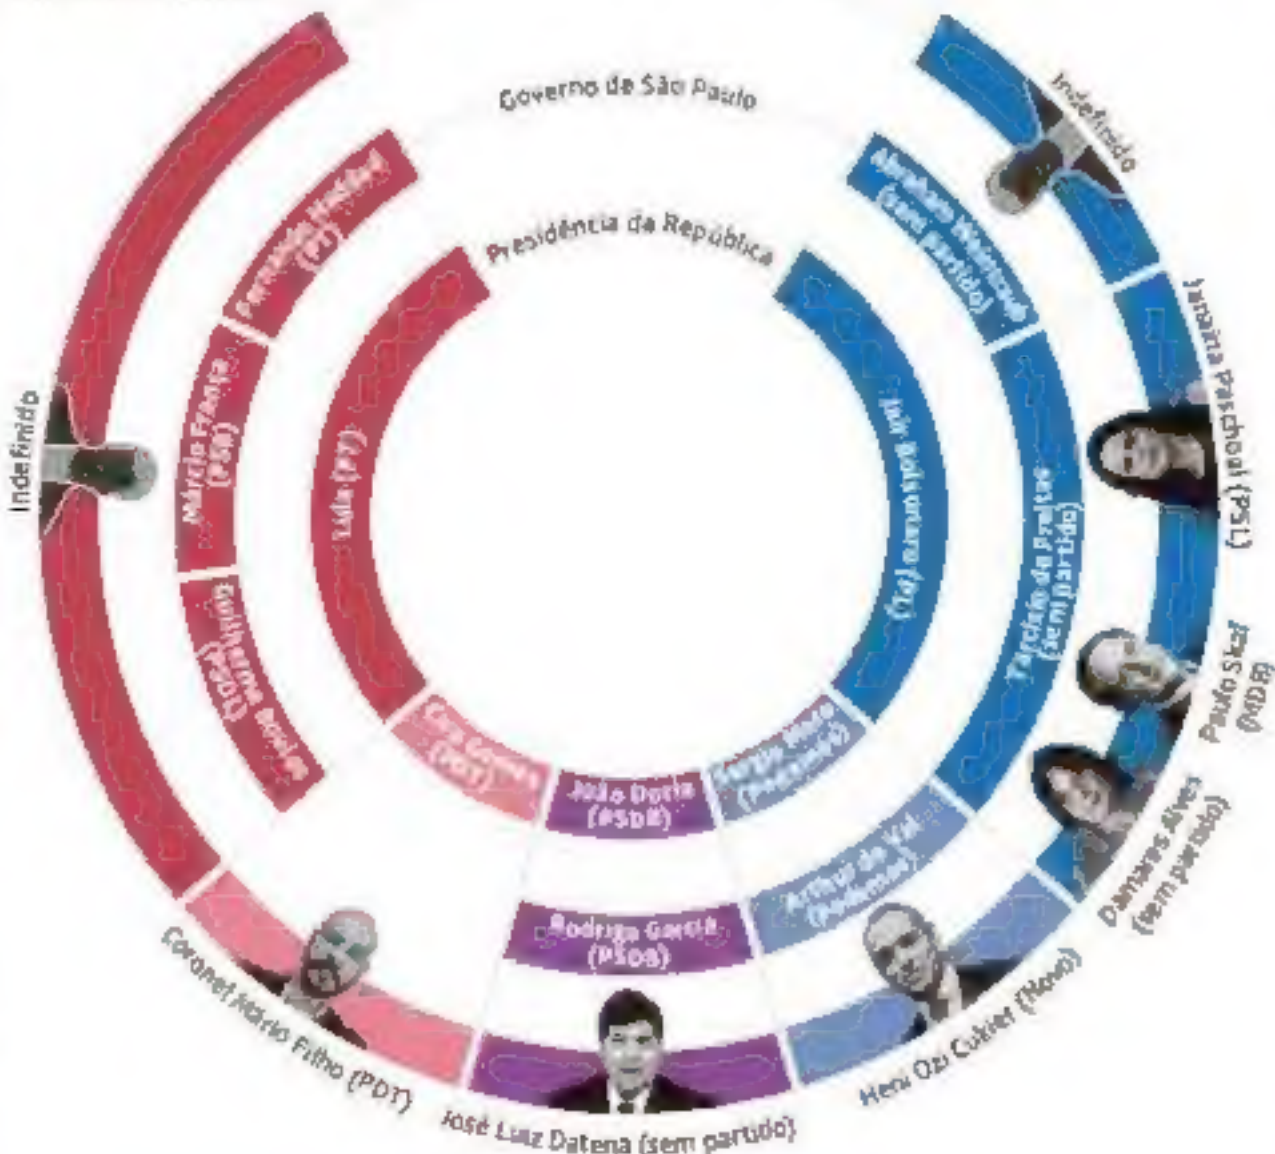 Governo de São Paulo
Presidência da República
Indefinido
Fernando Haddad
(PT)
Márcio França
(PSB)
Guilherme Boulos
(PSOL)
Lula (PT)
Ciro Gomes
(PDT)
João Doria
(PSDB)
Sergio Moro
(Podemos)
Jair Bolsonaro (PL)
Abraham Weintraub
(sem partido)
Tarcísio de Freitas
(sem partido)
Arthur do Val
(Podemos)
Rodrigo Garcia
(PSDB)
Indefinido
Janaina Paschoal (PSL)
Paulo Skaf
(MDB)
Damares Alves
(sem partido)
Heni Ozi Cukier (Novo)
José Luiz Datena (sem partido)
Coronel Mário Filho (PDT)